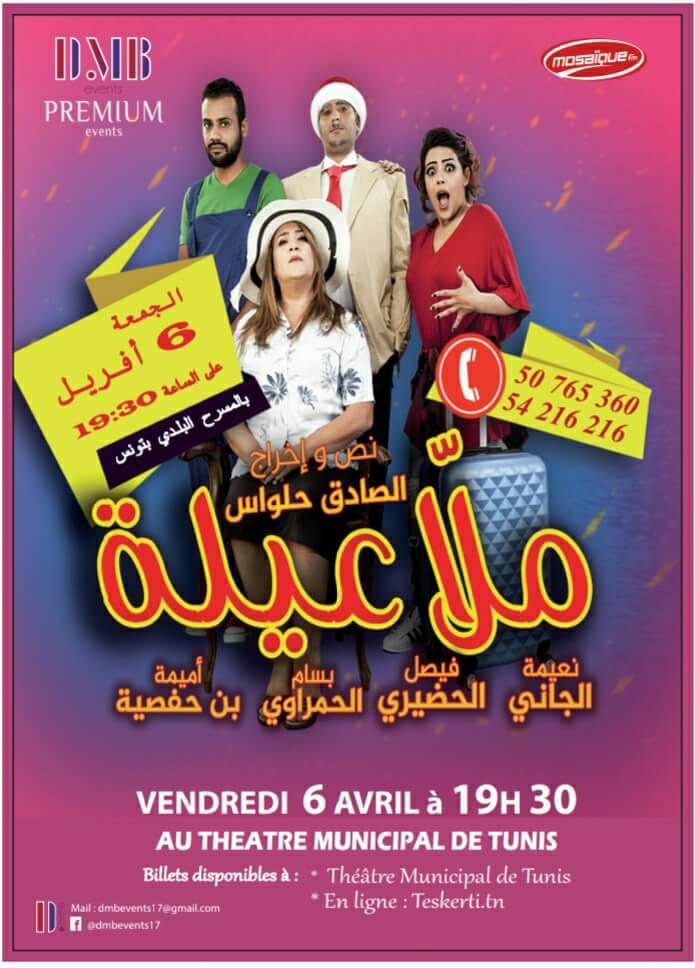 DMB
events
PREMIUM
events
mosaïque fm
الجمعة
6 أفريل
على الساعة
19:30
بالمسرح البلدي بتونس
50 765 360
54 216 216
نص و إخراج
الصادق حلواس
ملاّ عيلة
نعيمة
الجاني
فيصل
الحضيري
بسام
الحمراوي
أميمة
بن حفصية
VENDREDI 6 AVRIL à 19H 30
AU THEATRE MUNICIPAL DE TUNIS
Billets disponibles à : * Théâtre Municipal de Tunis
* En ligne : Teskerti.tn
Mail : dmbevents17@gmail.com
@dmbevents17